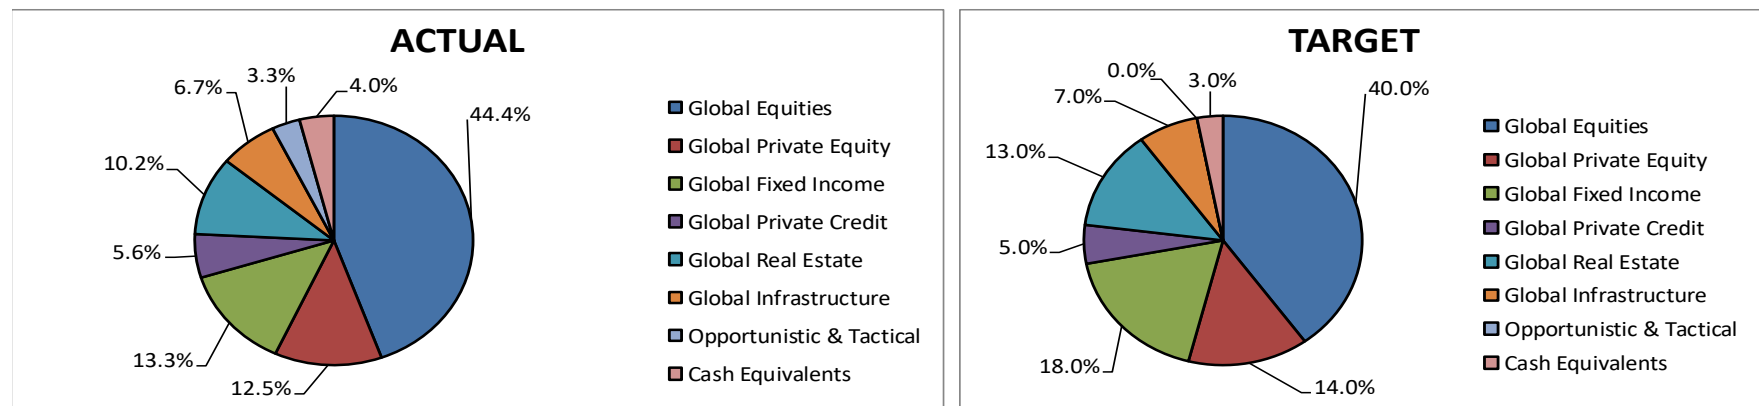 ACTUAL
3.3%
4.0%
6.7%
44.4%
10.2%
5.6%
13.3%
12.5%
Global Equities
Global Private Equity
Global Fixed Income
Global Private Credit
Global Real Estate
Global Infrastructure
Opportunistic & Tactical
Cash Equivalents
TARGET
0.0%
3.0%
7.0%
40.0%
13.0%
5.0%
18.0%
14.0%
Global Equities
Global Private Equity
Global Fixed Income
Global Private Credit
Global Real Estate
Global Infrastructure
Opportunistic & Tactical
Cash Equivalents